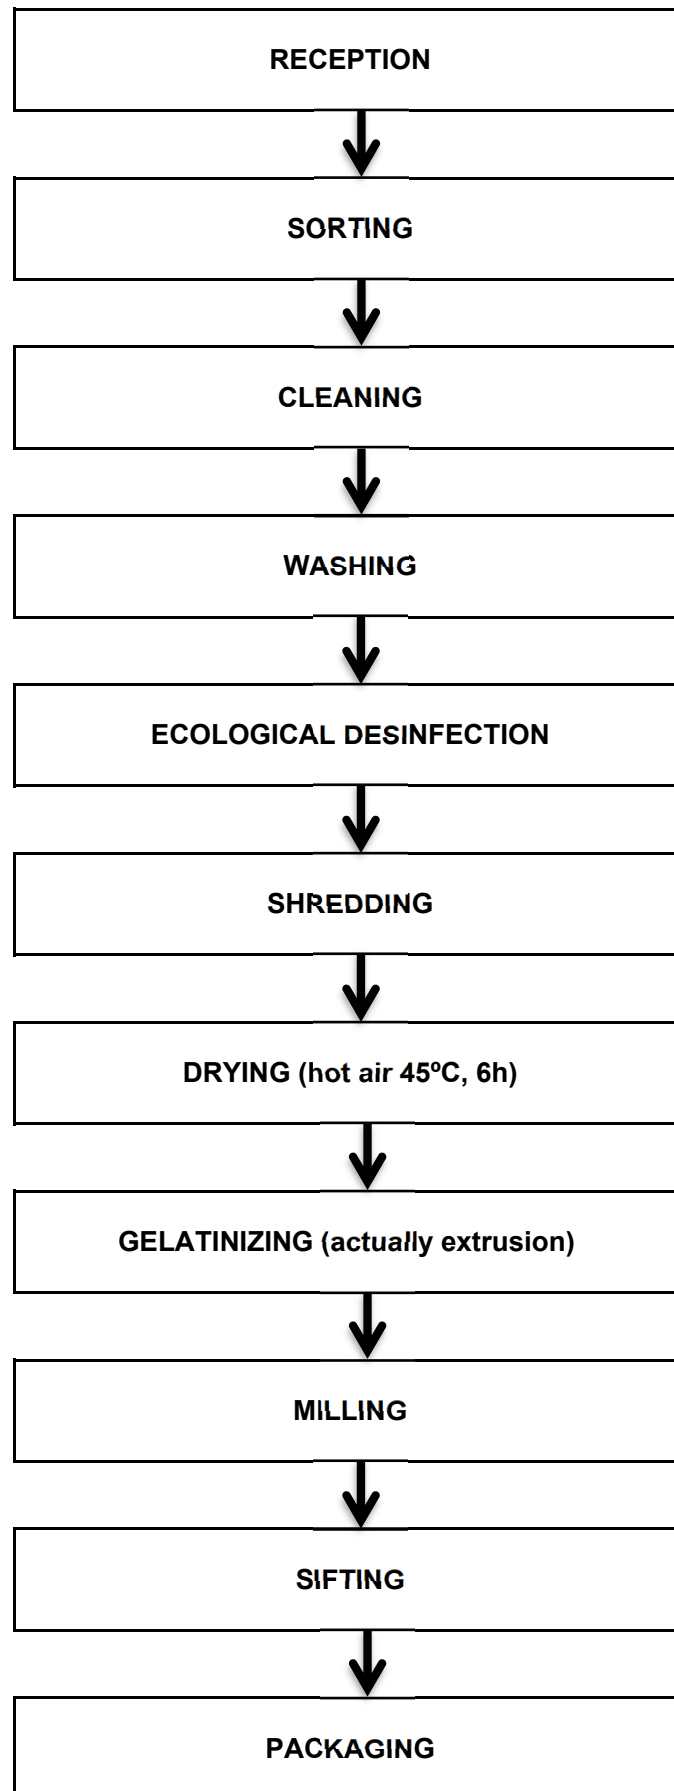 RECEPTION
SORTING
CLEANING
WASHING
ECOLOGICAL DESINFECTION
SHREDDING
DRYING (hot air 45ºC, 6h)
GELATINIZING (actually extrusion)
MILLING
SIFTING
PACKAGING